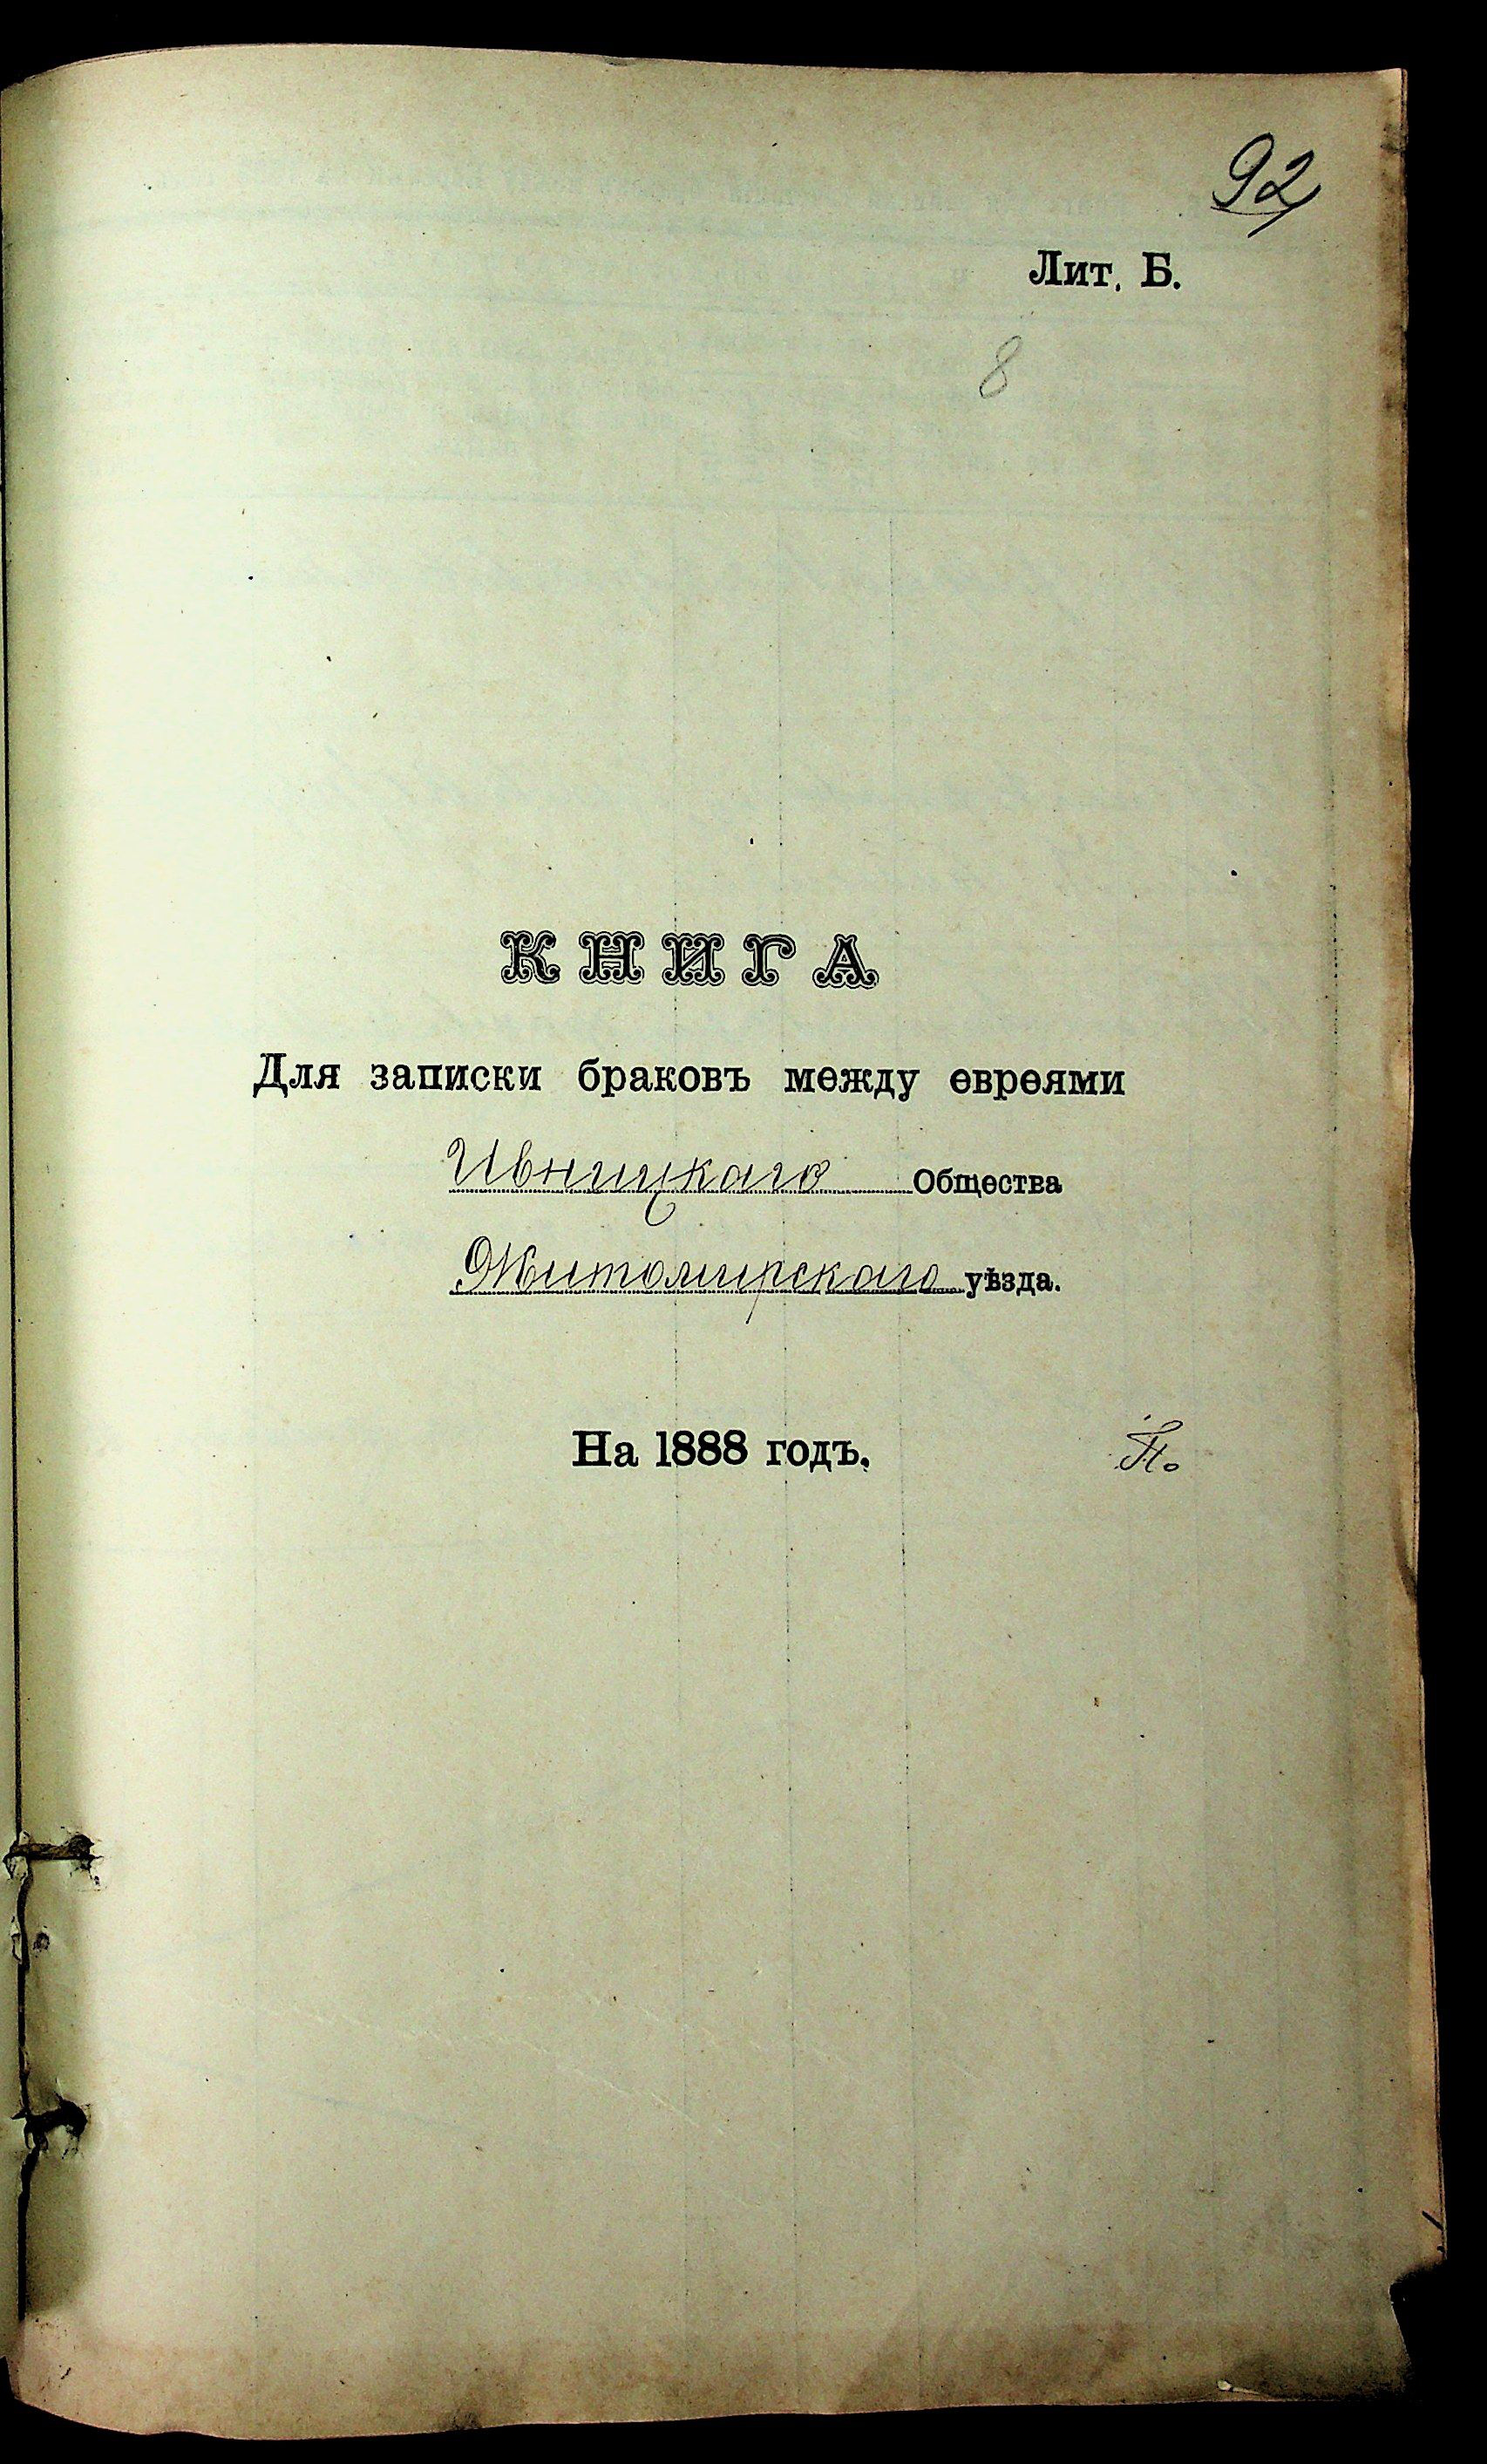 92
Лит. Б.
8
КНИГА
Для записки браковъ между евреями
Ивницкаго Общества
Житомирскаго уѣзда.
На 1888 годъ.